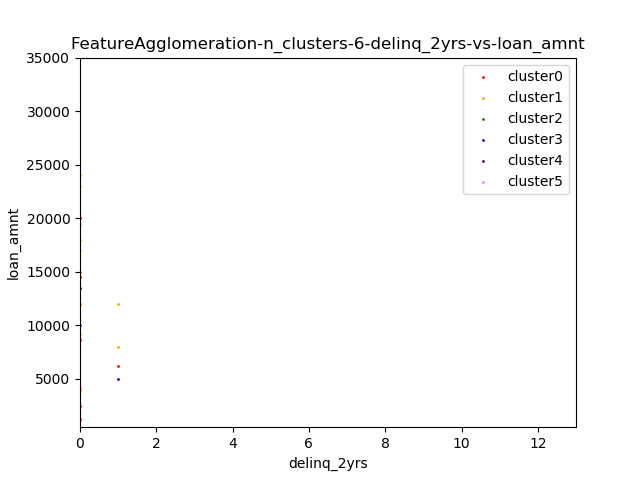 FeatureAgglomeration-n_clusters-6-delinq_2yrs-vs-loan_amnt
35000
30000
25000
20000
15000
10000
5000
loan_amnt
cluster0
cluster1
cluster2
cluster3
cluster4
cluster5
0 2 4 6 8 10 12
delinq_2yrs